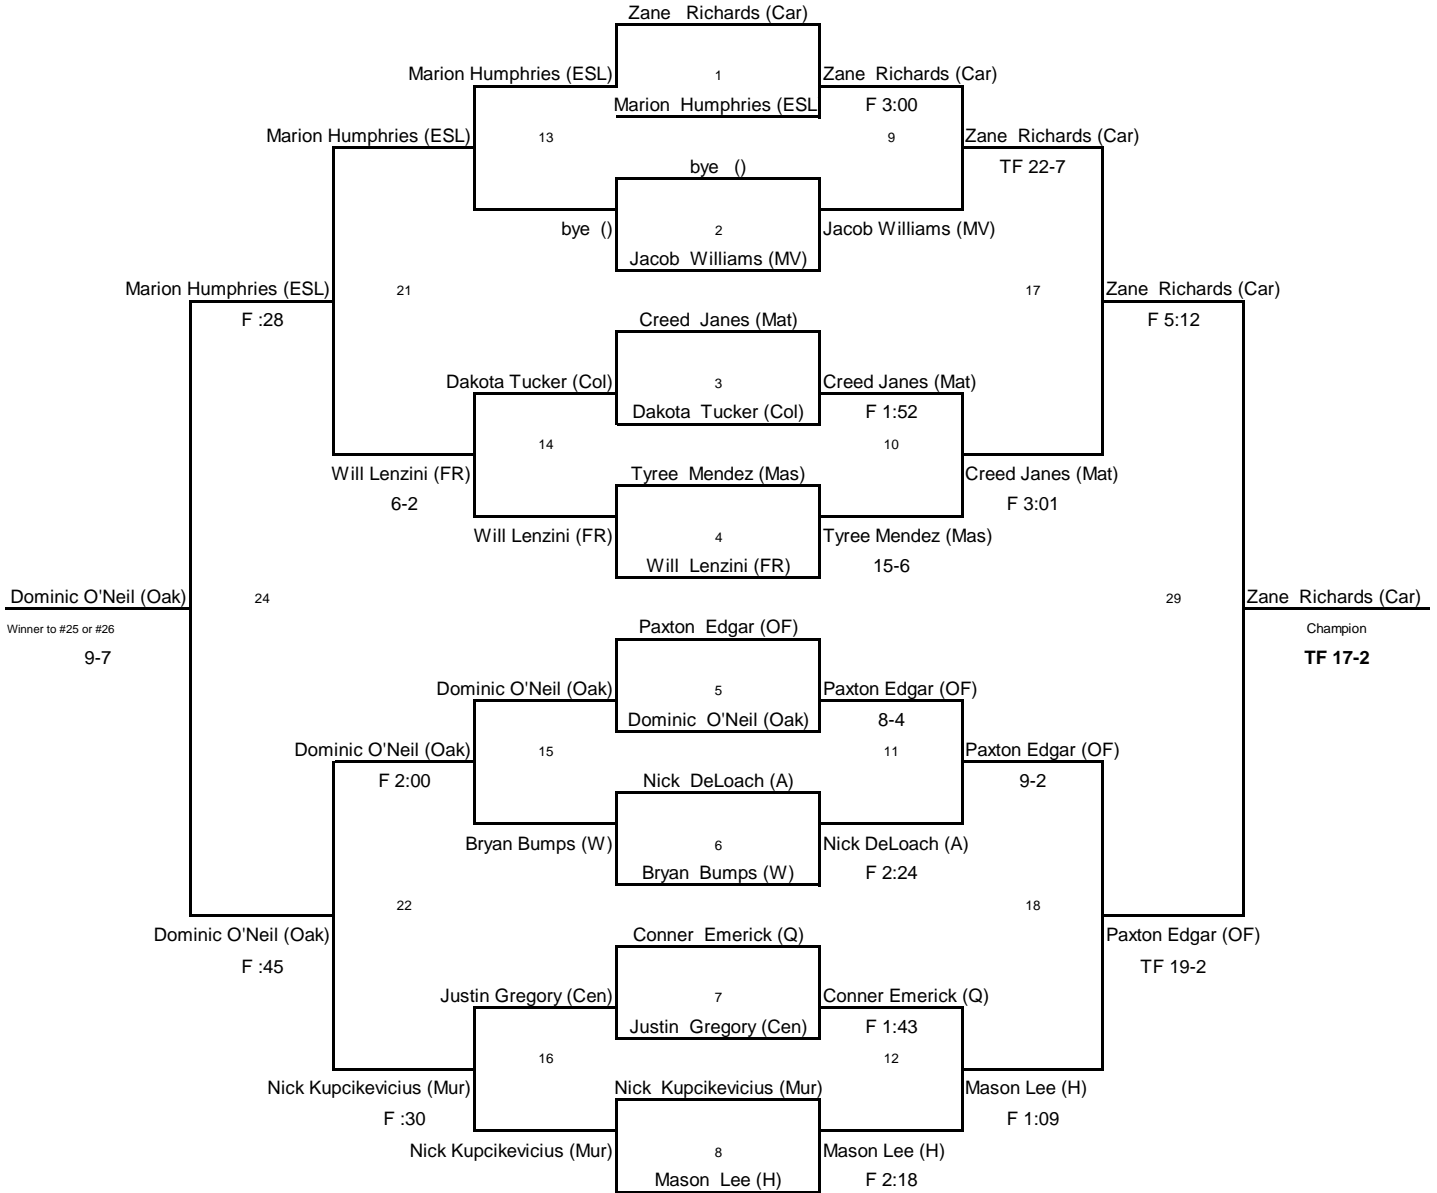 Zane Richards (Car)
Marion Humphries (ESL)
1
Zane Richards (Car)
Marion Humphries (ESL
F 3:00
Marion Humphries (ESL)
13
9
Zane Richards (Car)
bye ()
TF 22-7
bye ()
2
Jacob Williams (MV)
Jacob Williams (MV)
Marion Humphries (ESL)
21
17
Zane Richards (Car)
F :28
Creed Janes (Mat)
F 5:12
Dakota Tucker (Col)
3
Creed Janes (Mat)
Dakota Tucker (Col)
F 1:52
14
10
Will Lenzini (FR)
Tyree Mendez (Mas)
Creed Janes (Mat)
6-2
F 3:01
Will Lenzini (FR)
4
Tyree Mendez (Mas)
Will Lenzini (FR)
15-6
Dominic O'Neil (Oak)
24
29
Zane Richards (Car)
Winner to #25 or #26
Paxton Edgar (OF)
Champion
9-7
TF 17-2
Dominic O'Neil (Oak)
5
Paxton Edgar (OF)
Dominic O'Neil (Oak)
8-4
Dominic O'Neil (Oak)
15
11
Paxton Edgar (OF)
F 2:00
Nick DeLoach (A)
9-2
Bryan Bumps (W)
6
Nick DeLoach (A)
Bryan Bumps (W)
F 2:24
22
18
Dominic O'Neil (Oak)
Conner Emerick (Q)
Paxton Edgar (OF)
F :45
TF 19-2
Justin Gregory (Cen)
7
Conner Emerick (Q)
Justin Gregory (Cen)
F 1:43
16
12
Nick Kupcikevicius (Mur)
Nick Kupcikevicius (Mur)
Mason Lee (H)
F :30
F 1:09
Nick Kupcikevicius (Mur)
8
Mason Lee (H)
Mason Lee (H)
F 2:18